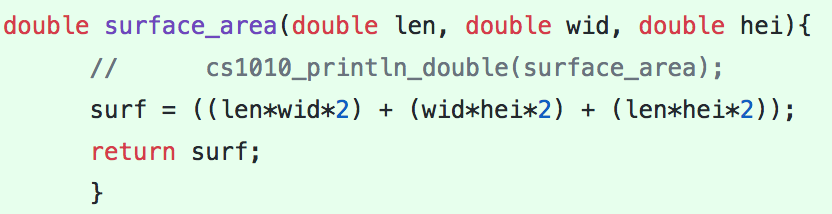 double surface_area(double len, double wid, double hei){
//      cs1010_println_double(surface_area);
surf = ((len*wid*2) + (wid*hei*2) + (len*hei*2));
return surf;
}